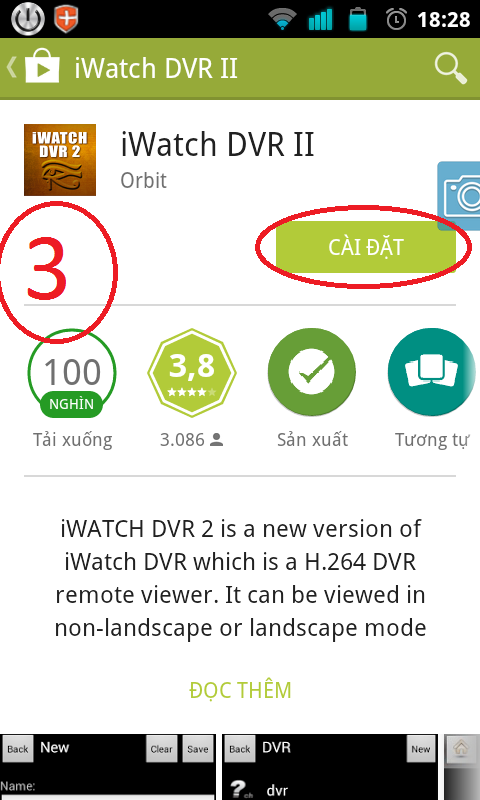 18:28
iWatch DVR II
iWATCH
DVR 2
iWatch DVR II
Orbit
3
CÀI ĐẶT
100
NGHÌN
3,8
Tải xuống
3.086
Sản xuất
Tương tự
iWATCH DVR 2 is a new version of
iWatch DVR which is a H.264 DVR
remote viewer. It can be viewed in
non-landscape or landscape mode
ĐỌC THÊM
Back New Clear Save
Back DVR New
Name:
?ch dvr